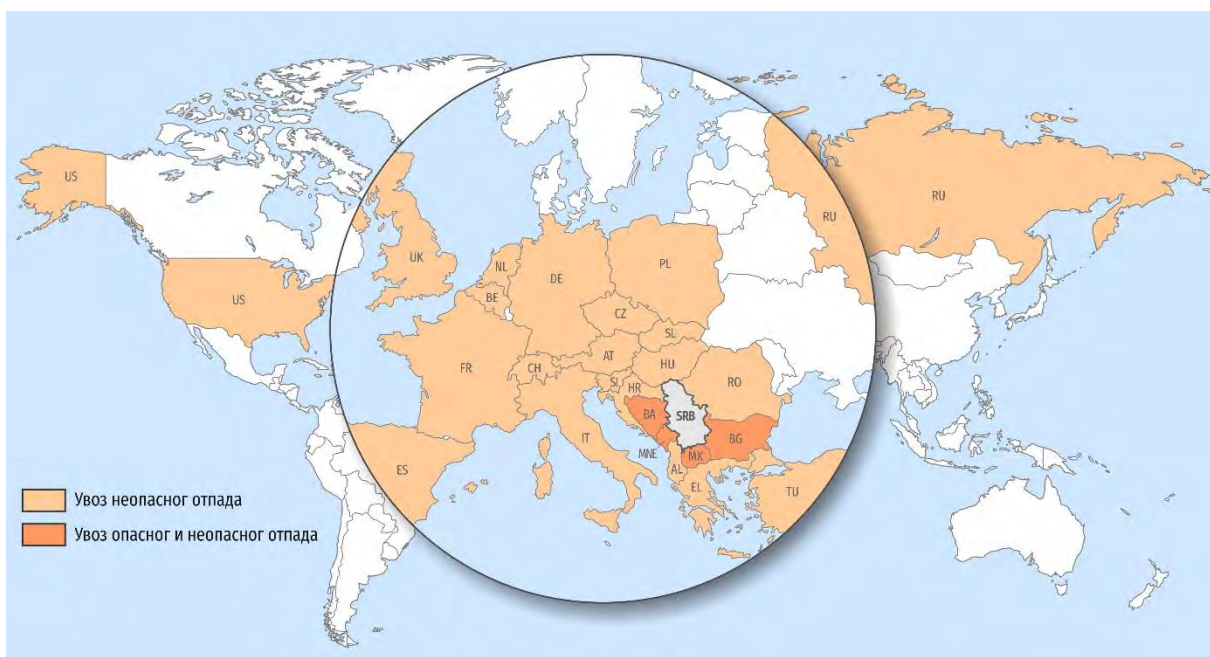 US
US
UK
NL
BE
DE
PL
CZ
SL
FR
CH
AT
HU
SI
HR
RO
BA
SRB
BG
IT
MNE
MK
AL
ES
EL
TU
RU
RU
Увоз неопасног отпада
Увоз опасног и неопасног отпада